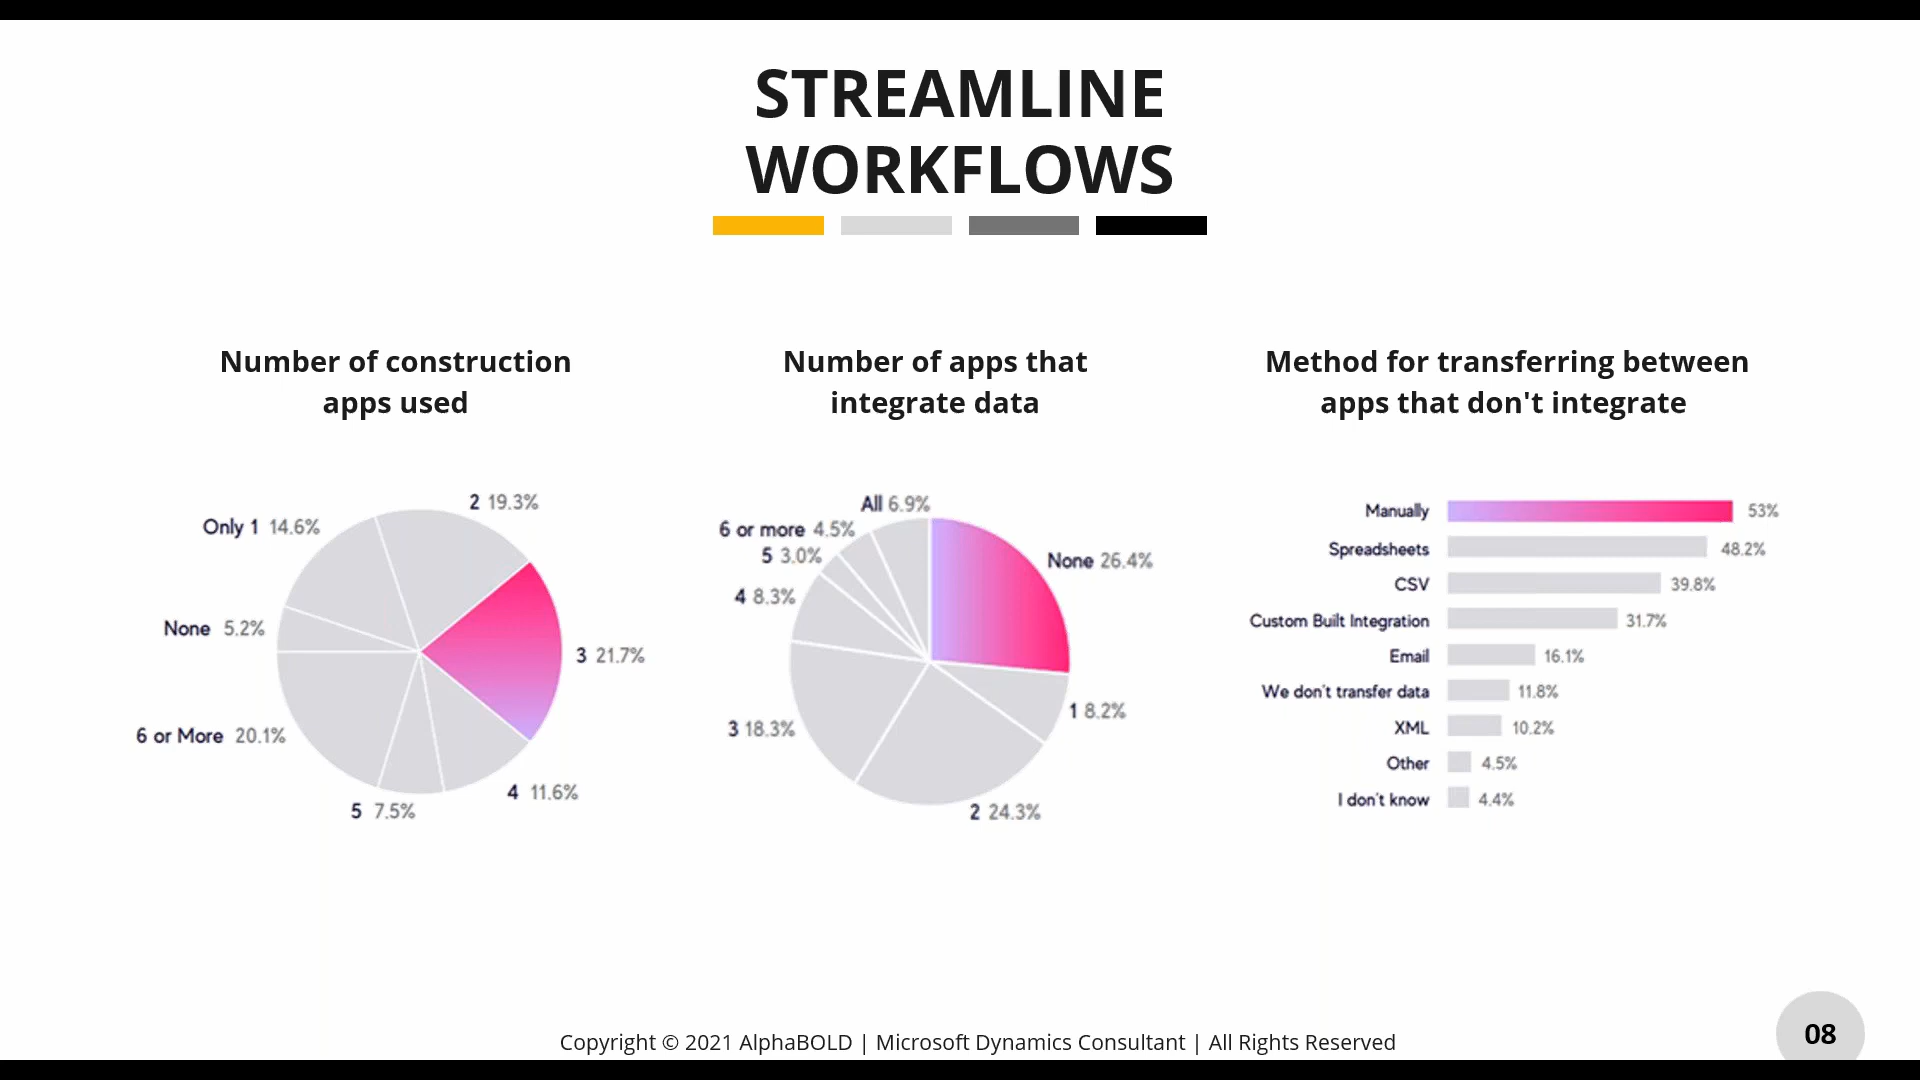 STREAMLINE
WORKFLOWS
Number of construction
apps used
2 19.3%
Only 1 14.6%
None 5.2%
3 21.7%
6 or More 20.1%
4 11.6%
5 7.5%
Number of apps that
integrate data
All 6.9%
6 or more 4.5%
5 3.0%
None 26.4%
4 8.3%
1 8.2%
3 18.3%
2 24.3%
Method for transferring between
apps that don't integrate
Manually 53%
Spreadsheets 48.2%
CSV 39.8%
Custom Built Integration 31.7%
Email 16.1%
We don't transfer data 11.8%
XML 10.2%
Other 4.5%
I don't know 4.4%
Copyright © 2021 AlphaBOLD | Microsoft Dynamics Consultant | All Rights Reserved
08